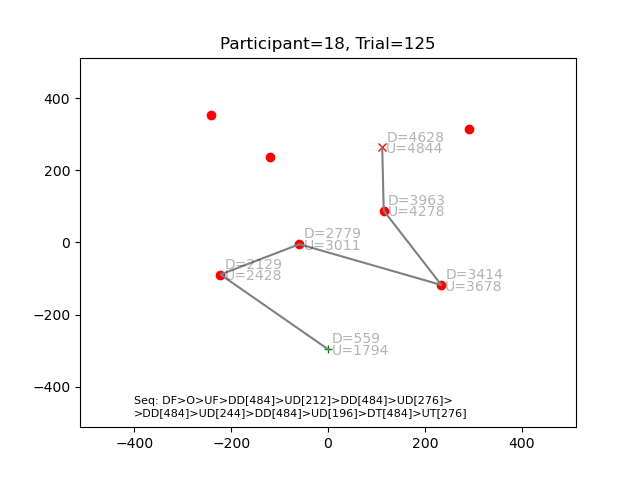 Participant=18, Trial=125
400
200
0
−200
−400
D=4628
U=4844
D=3963
U=4278
D=2779
U=3011
D=2129
U=2428
D=3414
U=3678
D=559
U=1794
Seq: DF>O>UF>DD[484]>UD[212]>DD[484]>UD[276]>
>DD[484]>UD[244]>DD[484]>UD[196]>DT[484]>UT[276]
−400 −200 0 200 400